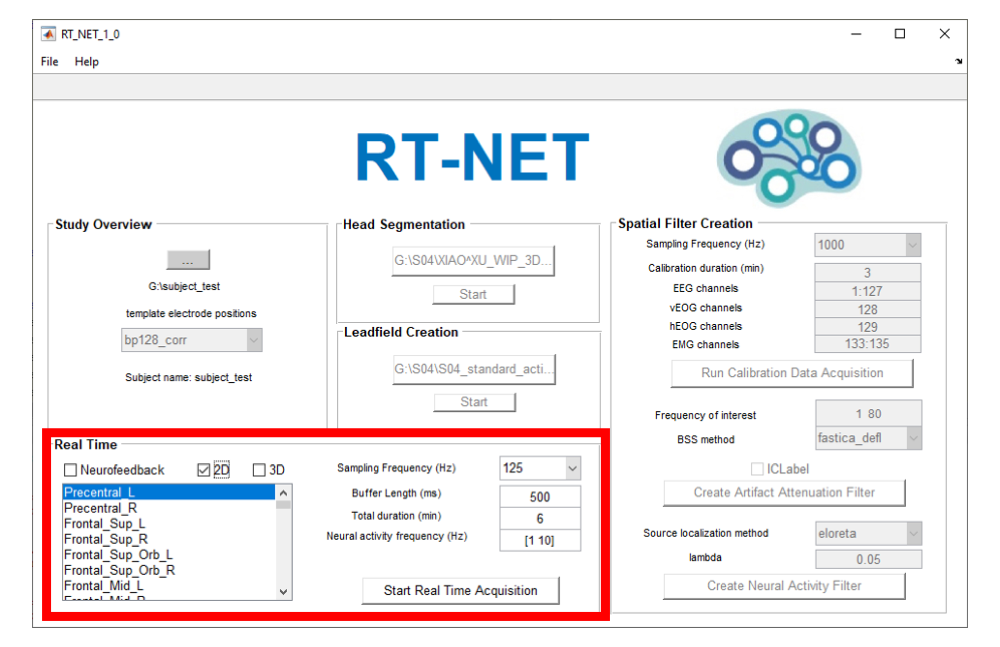 RT_NET_1_0
File Help
RT-NET
Study Overview
...
G:\subject_test
template electrode positions
bp128_corr
Subject name: subject_test
Head Segmentation
G:\S04\XIAO^XU_WIP_3D...
Start
Leadfield Creation
G:\S04\S04_standard_acti...
Start
Spatial Filter Creation
Sampling Frequency (Hz) 1000
Calibration duration (min) 3
EEG channels 1:127
vEOG channels 128
hEOG channels 129
EMG channels 133:135
Run Calibration Data Acquisition
Frequency of interest 1 80
BSS method fastica_defl
ICLabel
Create Artifact Attenuation Filter
Source localization method eloreta
lambda 0.05
Create Neural Activity Filter
Real Time
Neurofeedback 2D 3D
Precentral_L
Precentral_R
Frontal_Sup_L
Frontal_Sup_R
Frontal_Sup_Orb_L
Frontal_Sup_Orb_R
Frontal_Mid_L
Frontal_Mid_R
Sampling Frequency (Hz) 125
Buffer Length (ms) 500
Total duration (min) 6
Neural activity frequency (Hz) [1 10]
Start Real Time Acquisition